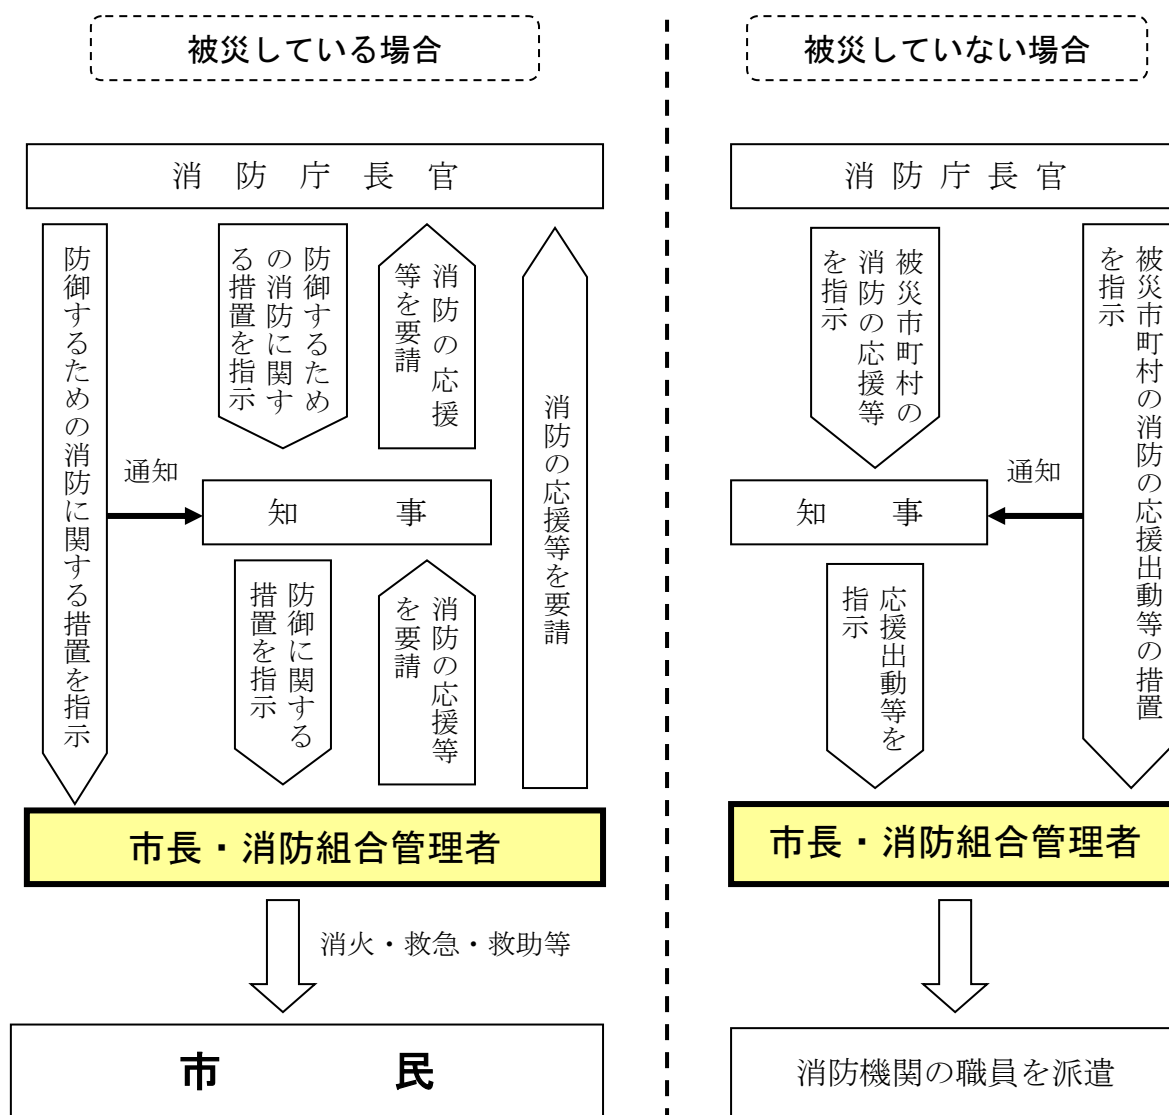 被災している場合
消防庁長官
防御するための消防に関する措置を指示
防御するため
の消防に関す
る措置を指示
消防の応援
等を要請
消防の応援等を要請
通知
知事
防御に関する
措置を指示
消防の応援等
を要請
市長・消防組合管理者
消火・救急・救助等
市民
被災していない場合
消防庁長官
被災市町村の
消防の応援等
を指示
被災市町村の消防の応援出動等の措置
を指示
通知
知事
応援出動等を
指示
市長・消防組合管理者
消防機関の職員を派遣